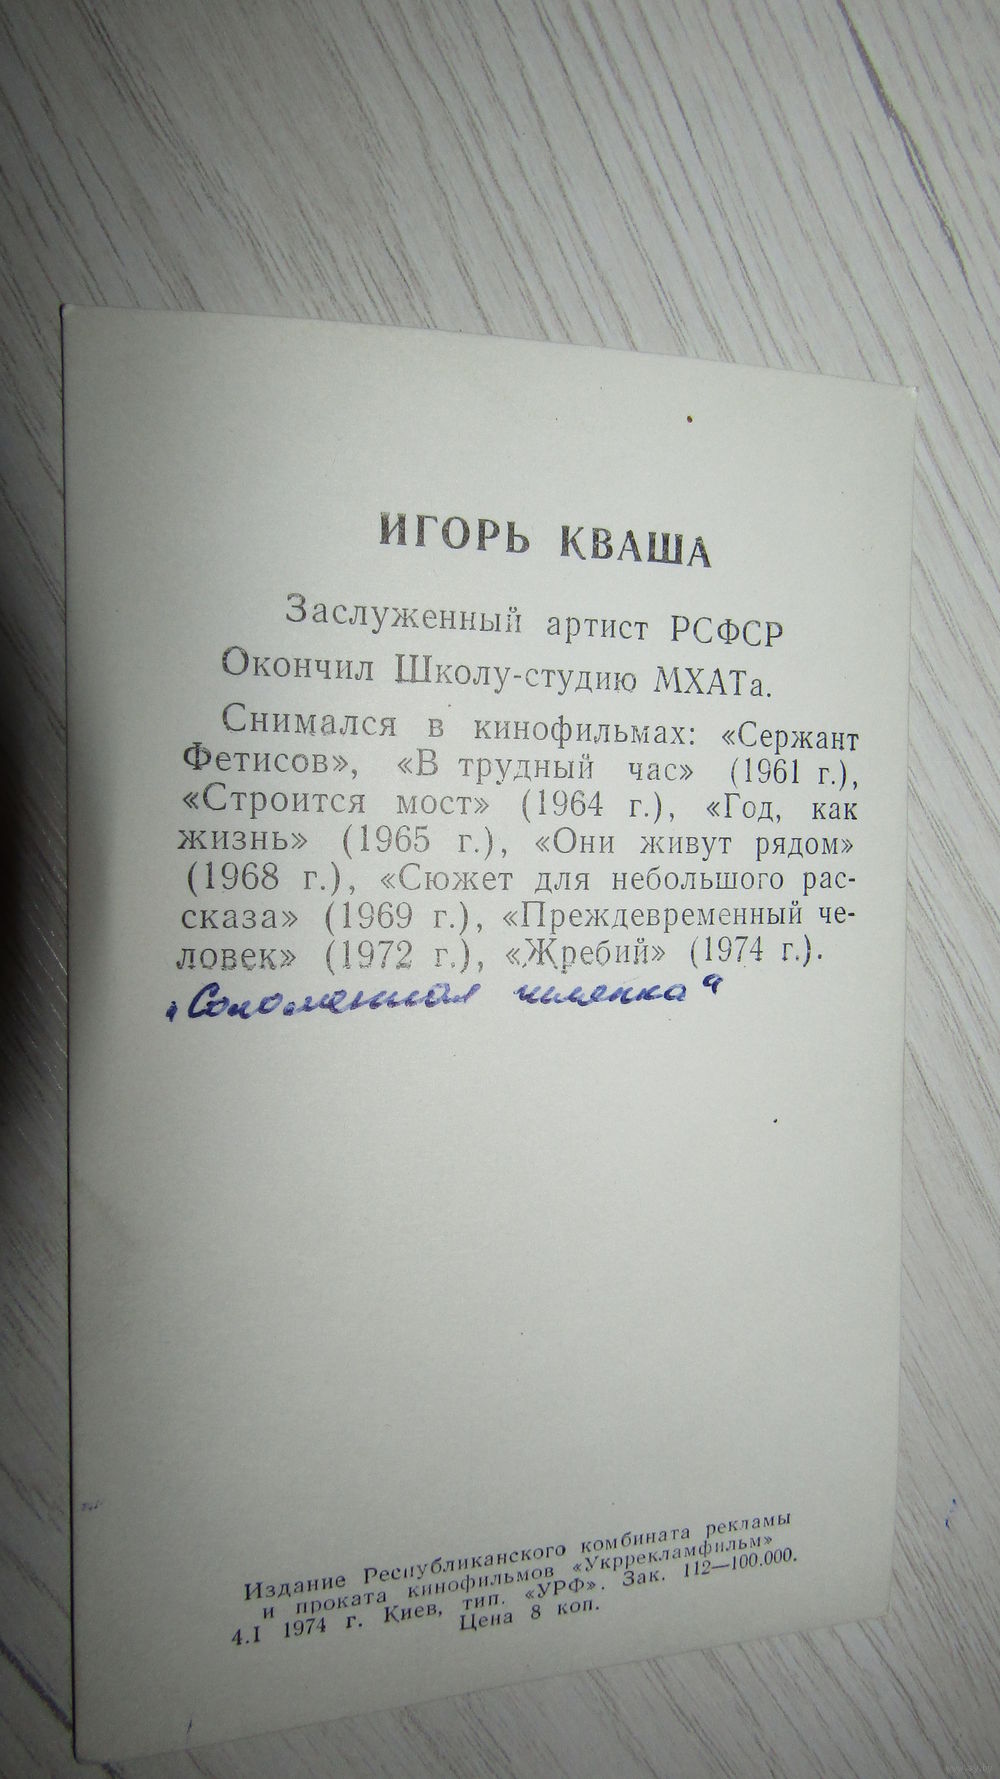 ИГОРЬ КВАША
Заслуженный артист РСФСР
Окончил Школу-студию МХАТа.
Снимался в кинофильмах: «Сержант
Фетисов», «В трудный час» (1961 г.),
«Строится мост» (1964 г.), «Год, как
жизнь» (1965 г.), «Они живут рядом»
(1968 г.), «Сюжет для небольшого рас-
сказа» (1969 г.), «Преждевременный че-
ловек» (1972 г.), «Жребий» (1974 г.).
„Соломенная шляпка"
Издание Республиканского комбината рекламы
и проката кинофильмов «Укррекламфильм»
4.I 1974 г. Киев, тип. «УРФ». Зак. 112—100.000.
Цена 8 коп.
www.ay.by